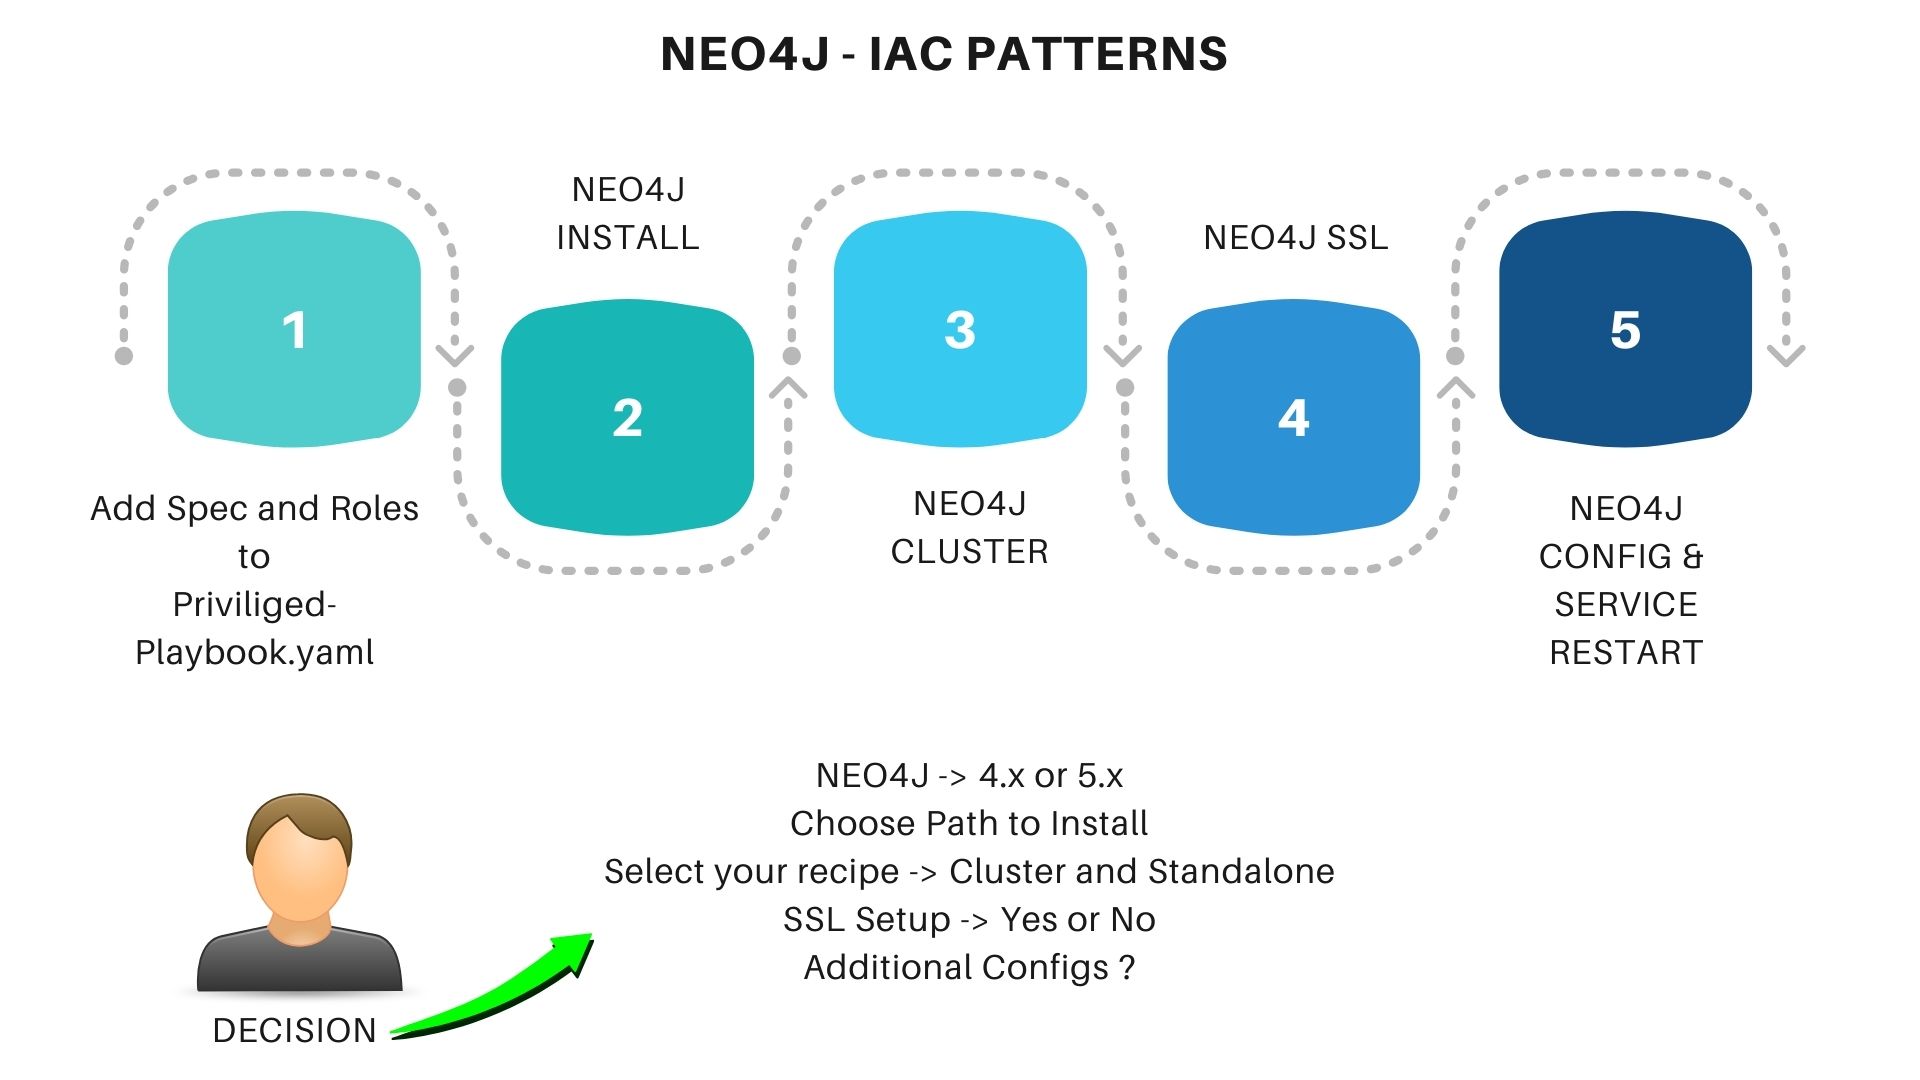 NEO4J - IAC PATTERNS
1
Add Spec and Roles
to
Priviliged-
Playbook.yaml
NEO4J
INSTALL
2
3
NEO4J
CLUSTER
NEO4J SSL
4
5
NEO4J
CONFIG &
SERVICE
RESTART
NEO4J -> 4.x or 5.x
Choose Path to Install
Select your recipe -> Cluster and Standalone
SSL Setup -> Yes or No
Additional Configs ?
DECISION